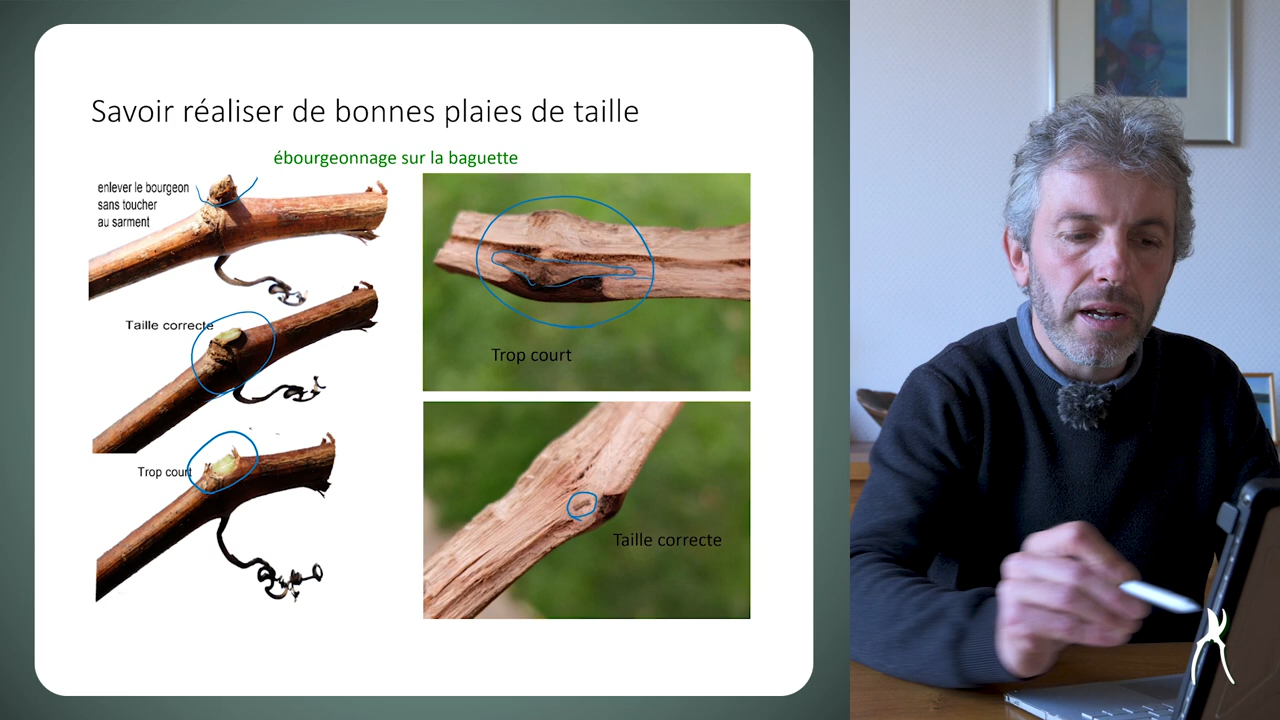 Savoir réaliser de bonnes plaies de taille
ébourgeonnage sur la baguette
enlever le bourgeon
sans toucher
au sarment
Taille correcte
Trop court
Trop court
Taille correcte